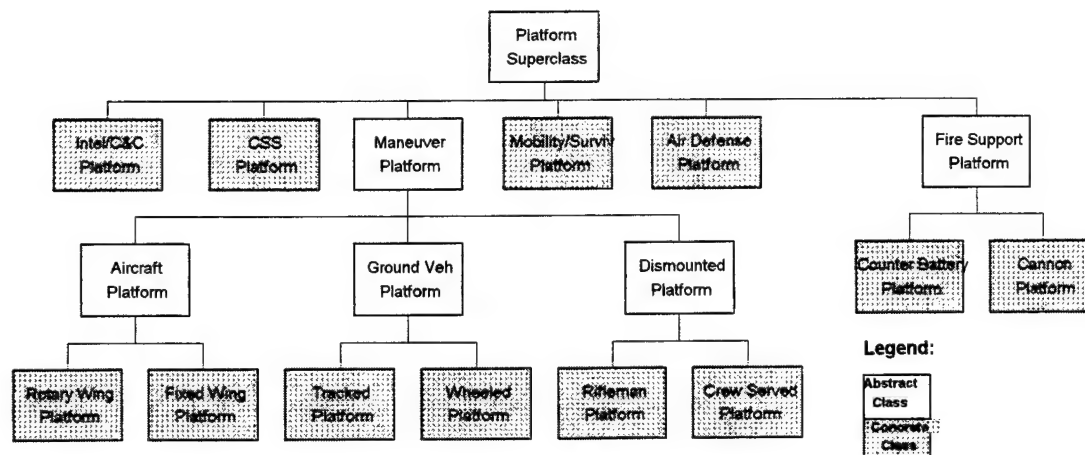 Platform
Superclass
Intel/C&C
Platform
CSS
Platform
Maneuver
Platform
Mobility/Surviv
Platform
Air Defense
Platform
Fire Support
Platform
Aircraft
Platform
Ground Veh
Platform
Dismounted
Platform
Counter Battery
Platform
Cannon
Platform
Rotary Wing
Platform
Fixed Wing
Platform
Tracked
Platform
Wheeled
Platform
Rifleman
Platform
Crew Served
Platform
Legend:
Abstract
Class
Concrete
Class